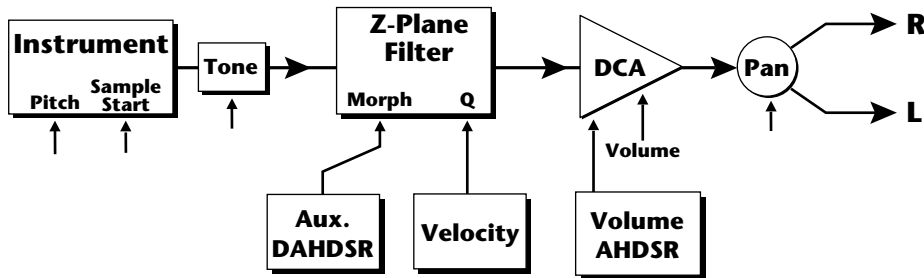 Instrument
Pitch
Sample
Start
Tone
Z-Plane
Filter
Morph
Q
DCA
Volume
Pan
R
L
Aux.
DAHDSR
Velocity
Volume
AHDSR